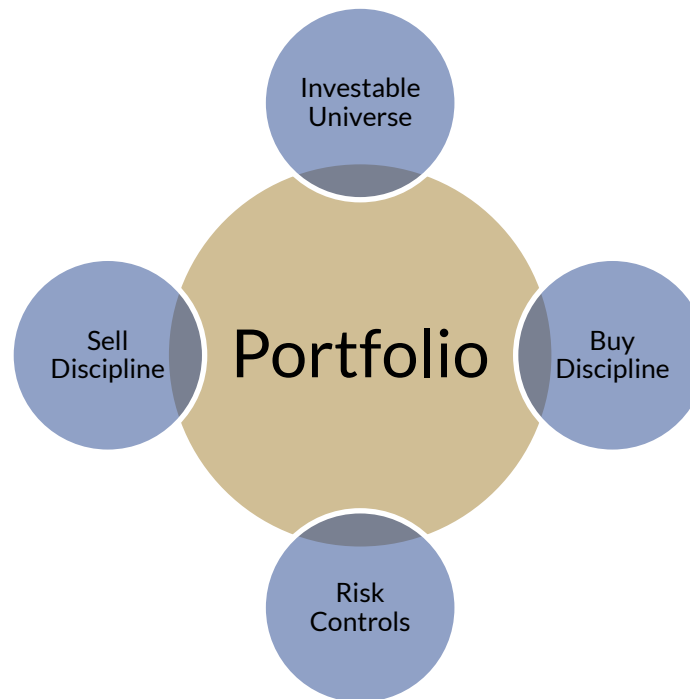 Investable
Universe
Sell
Discipline
Portfolio
Buy
Discipline
Risk
Controls